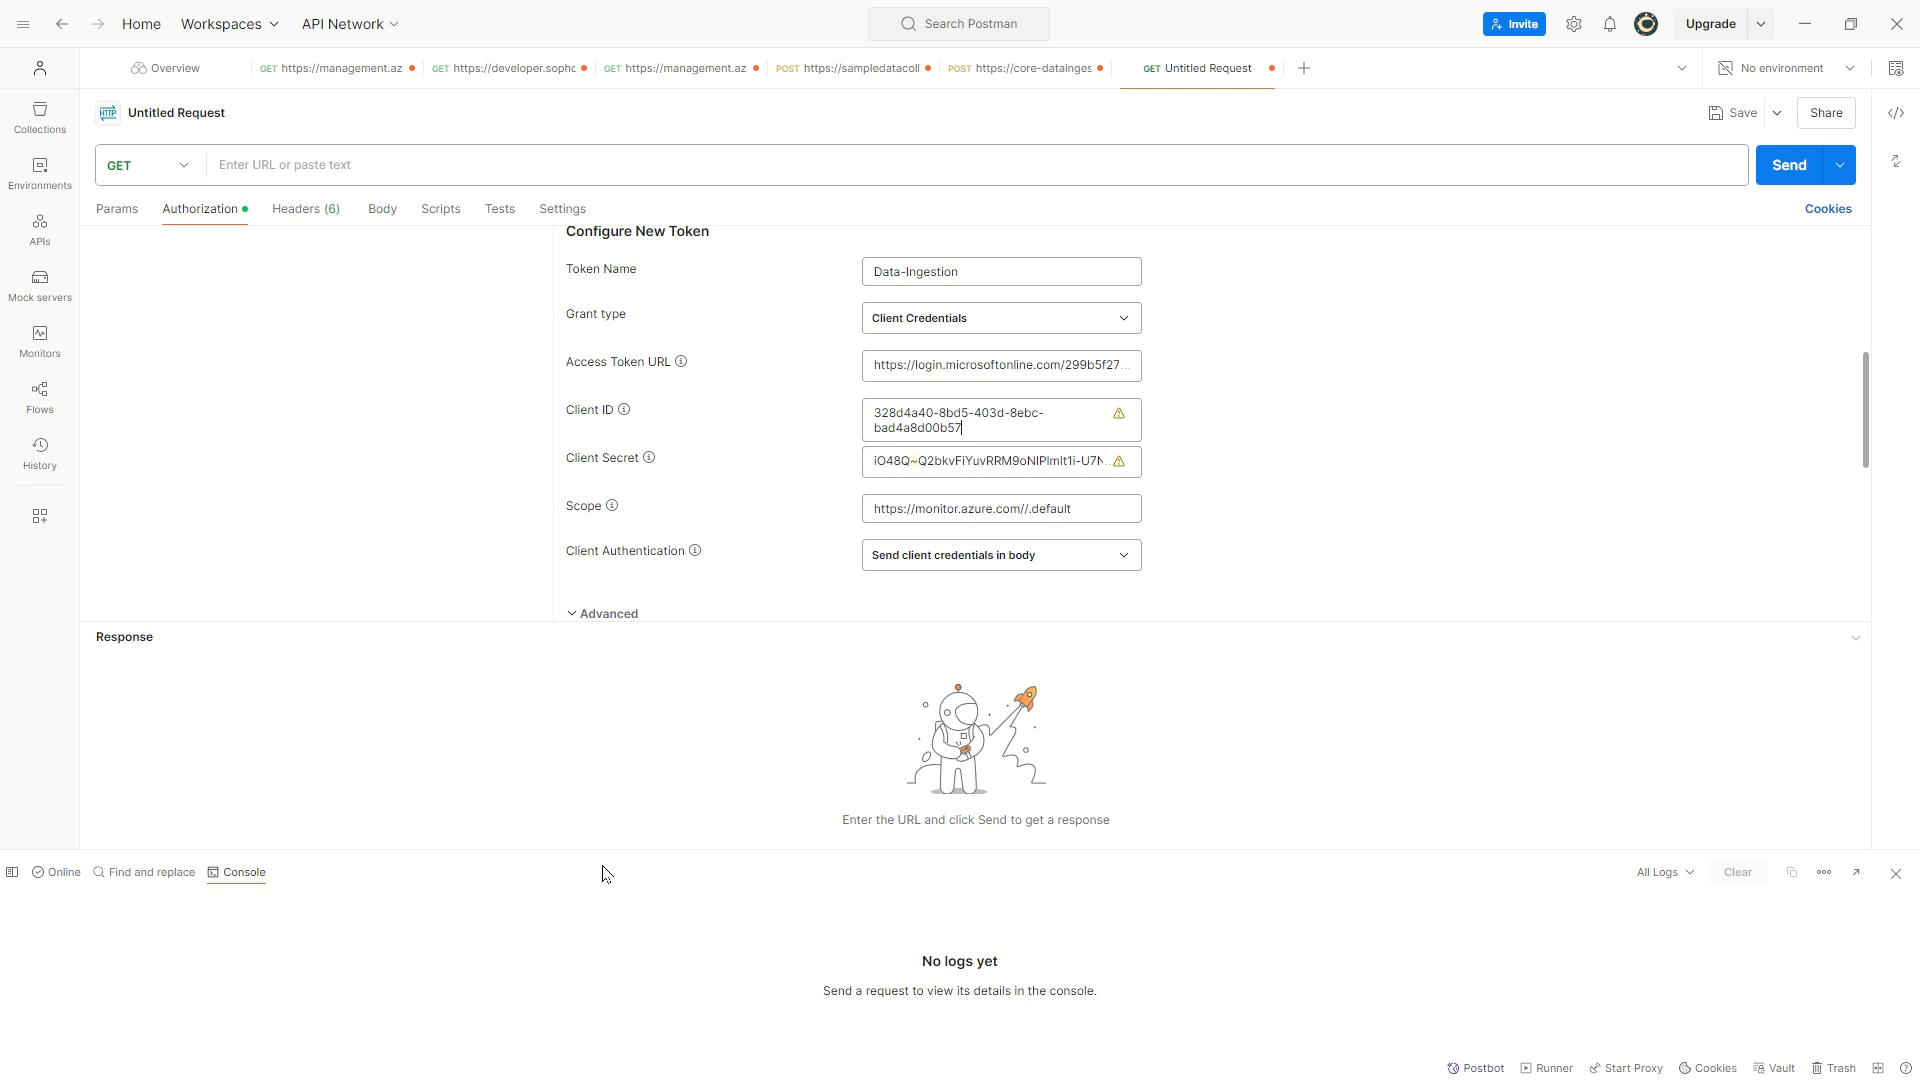 Home
Workspaces
API Network
Search Postman
Invite
Upgrade
Overview
GET https://management.az
GET https://developer.sophc
GET https://management.az
POST https://sampledatacoll
POST https://core-datainges
GET Untitled Request
No environment
HTTP
Untitled Request
Save
Share
GET
Enter URL or paste text
Send
Params
Authorization
Headers (6)
Body
Scripts
Tests
Settings
Cookies
Collections
Environments
APIs
Mock servers
Monitors
Flows
History
Configure New Token
Token Name
Data-Ingestion
Grant type
Client Credentials
Access Token URL
https://login.microsoftonline.com/299b5f27...
Client ID
328d4a40-8bd5-403d-8ebc-
bad4a8d00b57
Client Secret
Scope
https://monitor.azure.com//.default
Client Authentication
Send client credentials in body
Advanced
Response
Enter the URL and click Send to get a response
Online
Find and replace
Console
All Logs
Clear
No logs yet
Send a request to view its details in the console.
Postbot
Runner
Start Proxy
Cookies
Vault
Trash